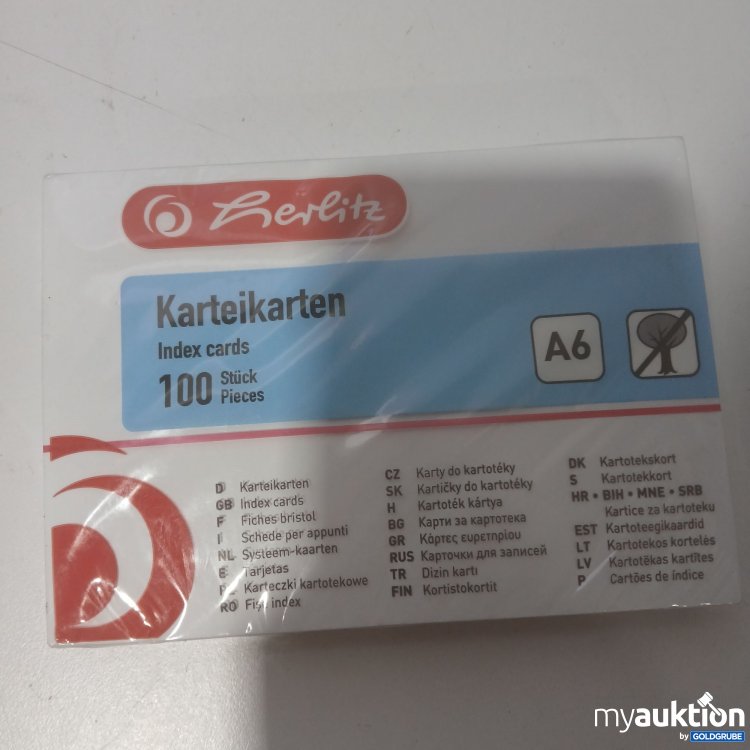 herlitz
Karteikarten
Index cards
100 Stück
Pieces
A6
D Karteikarten
GB Index cards
F Fiches bristol
I Schede per appunti
NL Systeem-kaarten
E Tarjetas
PL Karteczki kartotekowe
RO Fişe index
CZ Karty do kartotéky
SK Kartičky do kartotéky
H Kartoték kártya
BG Карти за картотека
GR Κάρτες ευρετηρίου
RUS Карточки для записей
TR Dizin kartı
FIN Kortistokortit
DK Kartotekskort
S Kartotekkort
HR • BIH • MNE • SRB
Kartice za kartoteku
EST Kartoteegikaardid
LT Kartotekos kortelės
LV Kartotēkas kartītes
P Cartões de índice
myauktion
by GOLDGRUBE